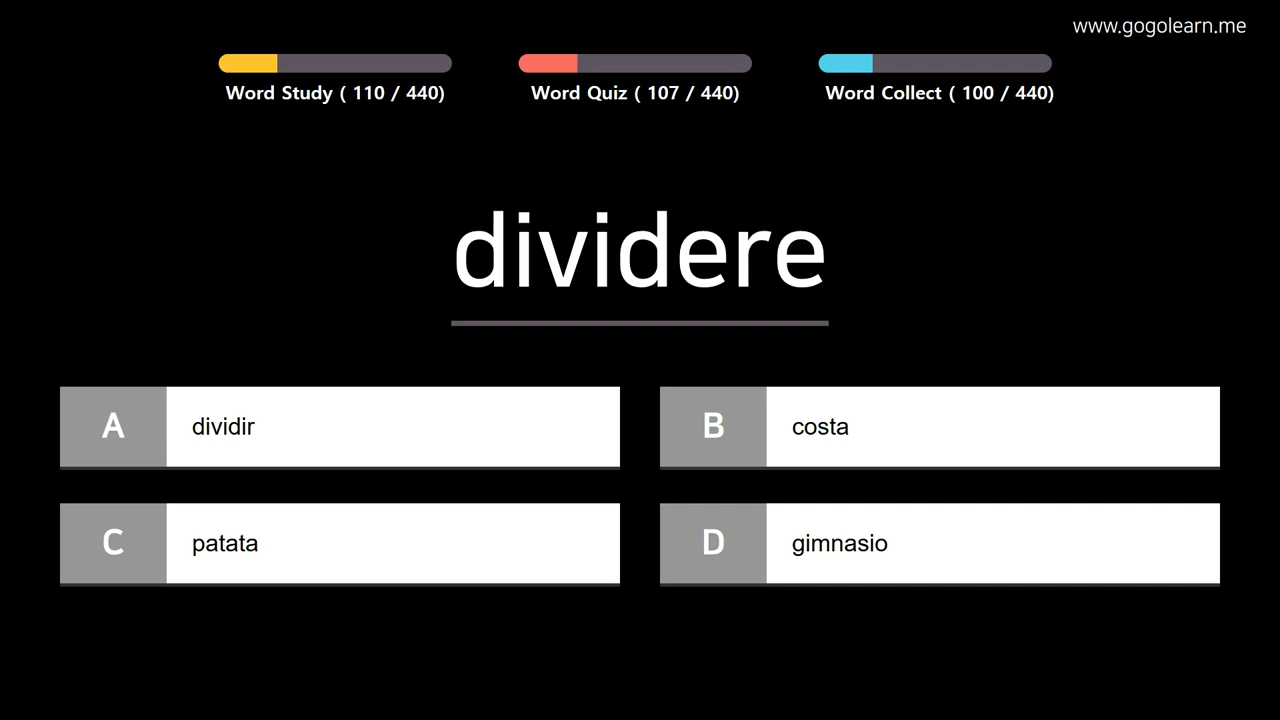 www.gogolearn.me
Word Study ( 110 / 440)
Word Quiz ( 107 / 440)
Word Collect ( 100 / 440)
dividere
A dividir
B costa
C patata
D gimnasio